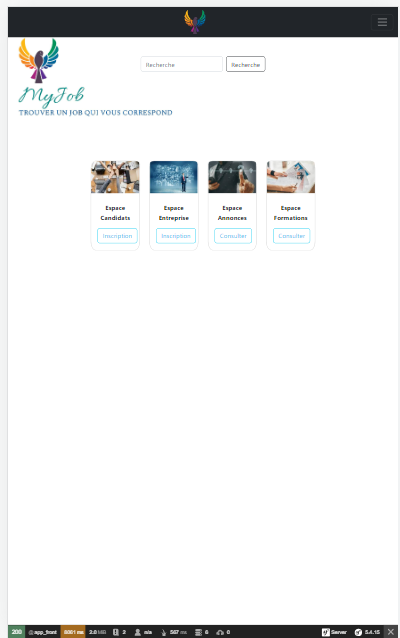 Recherche
Recherche
MyJob
TROUVER UN JOB QUI VOUS CORRESPOND
Espace Candidats
Inscription
Espace Entreprise
Inscription
Espace Annonces
Consulter
Espace Formations
Consulter
200 @ app_front 8061 ms 2.0 MB 2 n/a 567 ms 6 0 Server 5.4.15